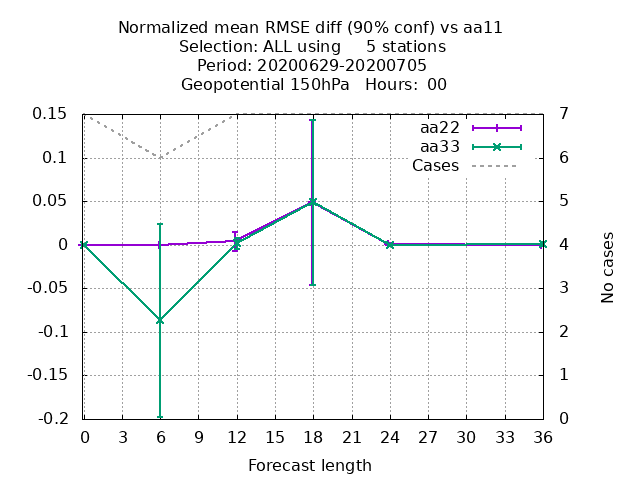 Normalized mean RMSE diff (90% conf) vs aa11
Selection: ALL using     5 stations
Period: 20200629-20200705
Geopotential 150hPa   Hours:  00
0.15
0.1
0.05
0
-0.05
-0.1
-0.15
-0.2
aa22
aa33
Cases
7
6
5
4
3
2
1
0
No cases
0 3 6 9 12 15 18 21 24 27 30 33 36
Forecast length